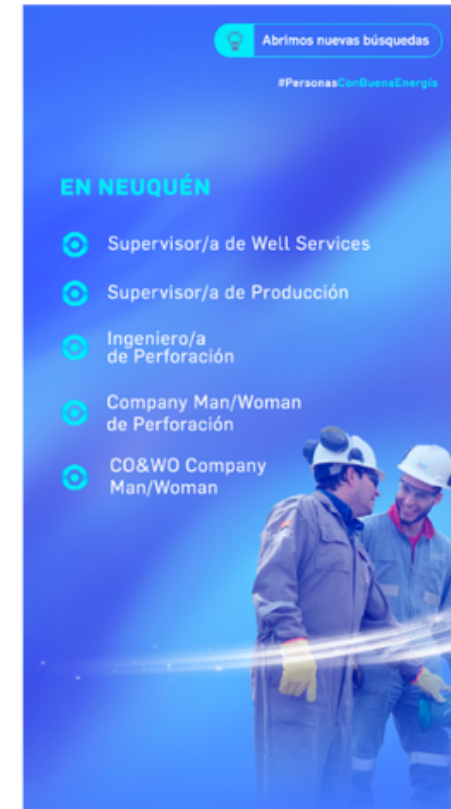 Abrimos nuevas búsquedas
#PersonasConBuenaEnergía
EN NEUQUÉN
Supervisor/a de Well Services
Supervisor/a de Producción
Ingeniero/a
de Perforación
Company Man/Woman
de Perforación
CO&WO Company
Man/Woman